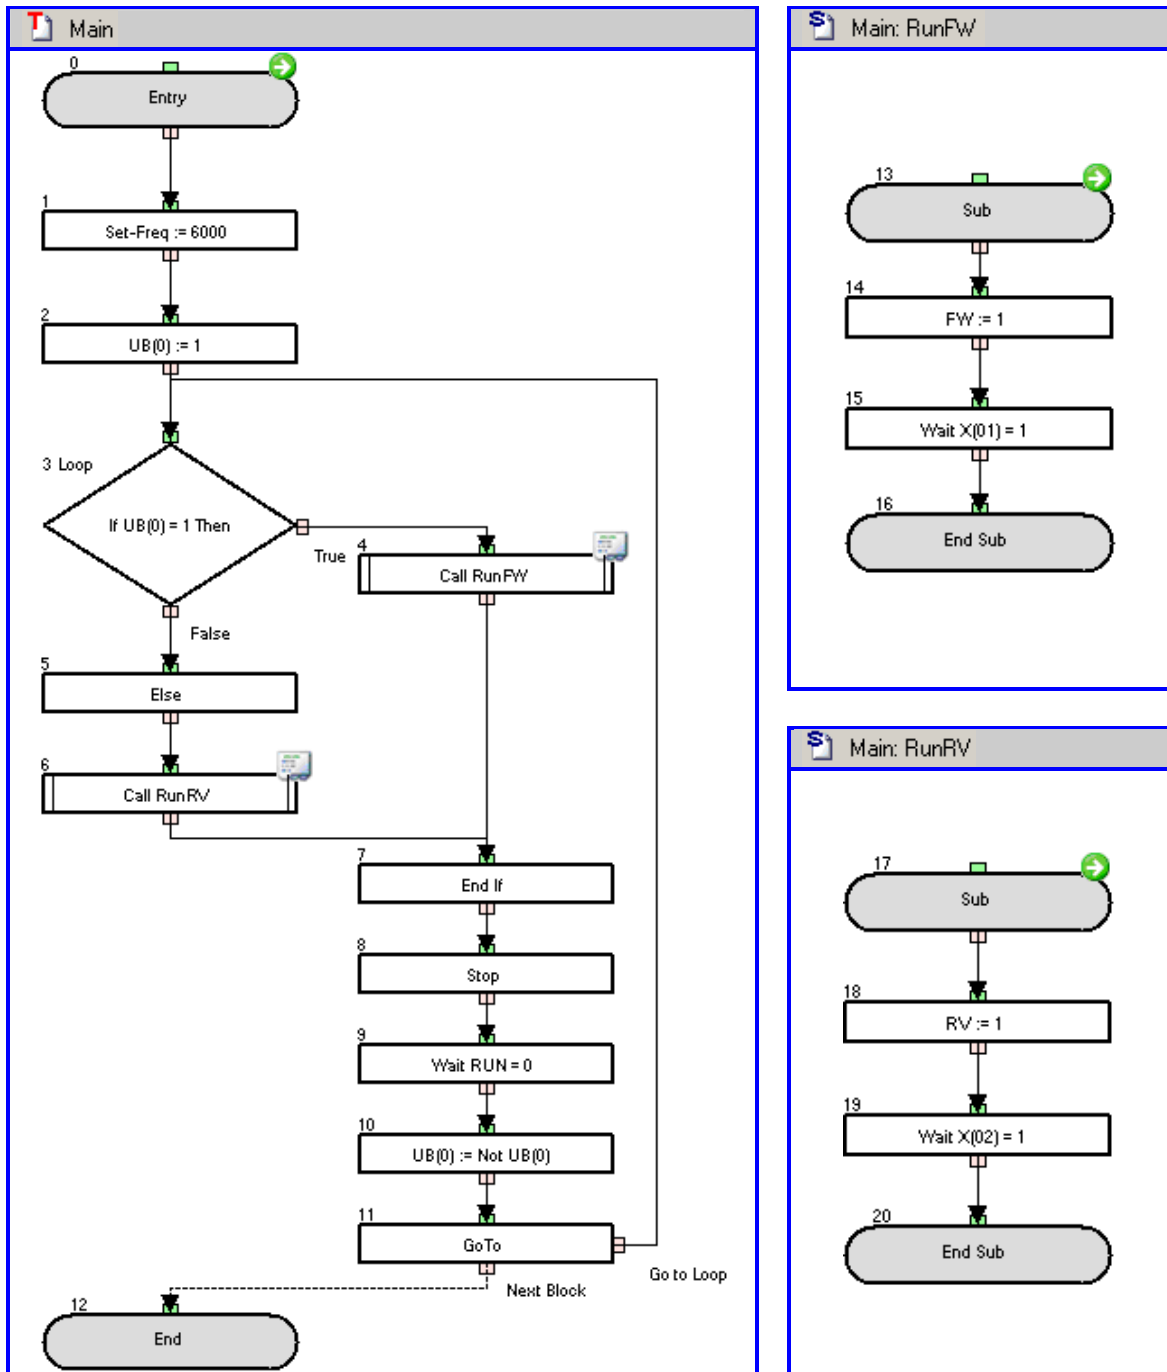 Main
0
Entry
1
Set-Freq := 6000
2
UB(0) := 1
3 Loop
If UB(0) = 1 Then
True
False
4
Call RunFW
5
Else
6
Call RunRV
7
End If
8
Stop
9
Wait RUN = 0
10
UB(0) := Not UB(0)
11
GoTo
Go to Loop
Next Block
12
End
Main: RunFW
13
Sub
14
FW := 1
15
Wait X(01) = 1
16
End Sub
Main: RunRV
17
Sub
18
RV := 1
19
Wait X(02) = 1
20
End Sub